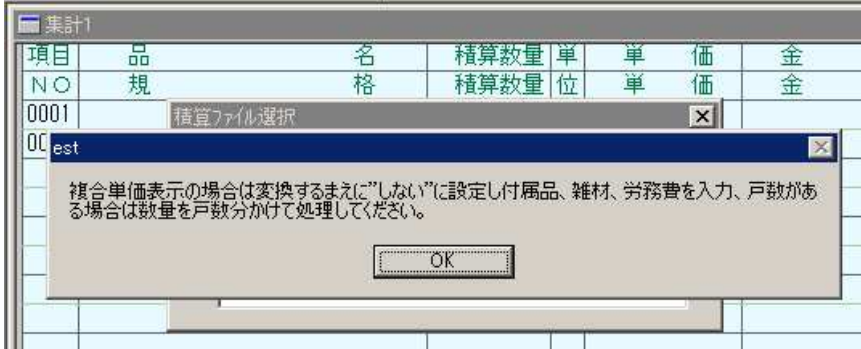 集計1
項目 品 名 積算数量 単 単 価 金
NO 規 格 積算数量 位 単 価 金
0001
積算ファイル選択
00
est
複合単価表示の場合は変換するまえに”しない”に設定し付属品、雑材、労務費を入力、戸数があ
る場合は数量を戸数分かけて処理してください。
OK